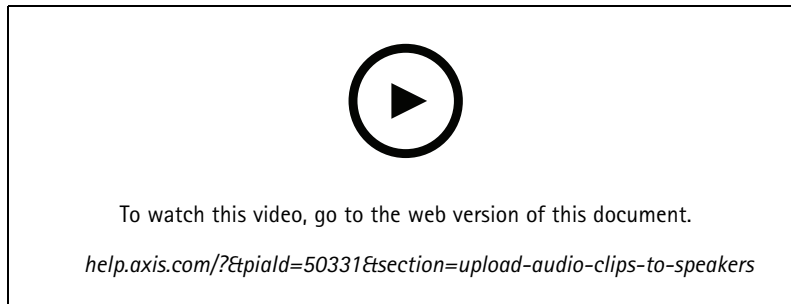 To watch this video, go to the web version of this document.
help.axis.com/?&piaId=50331&section=upload-audio-clips-to-speakers